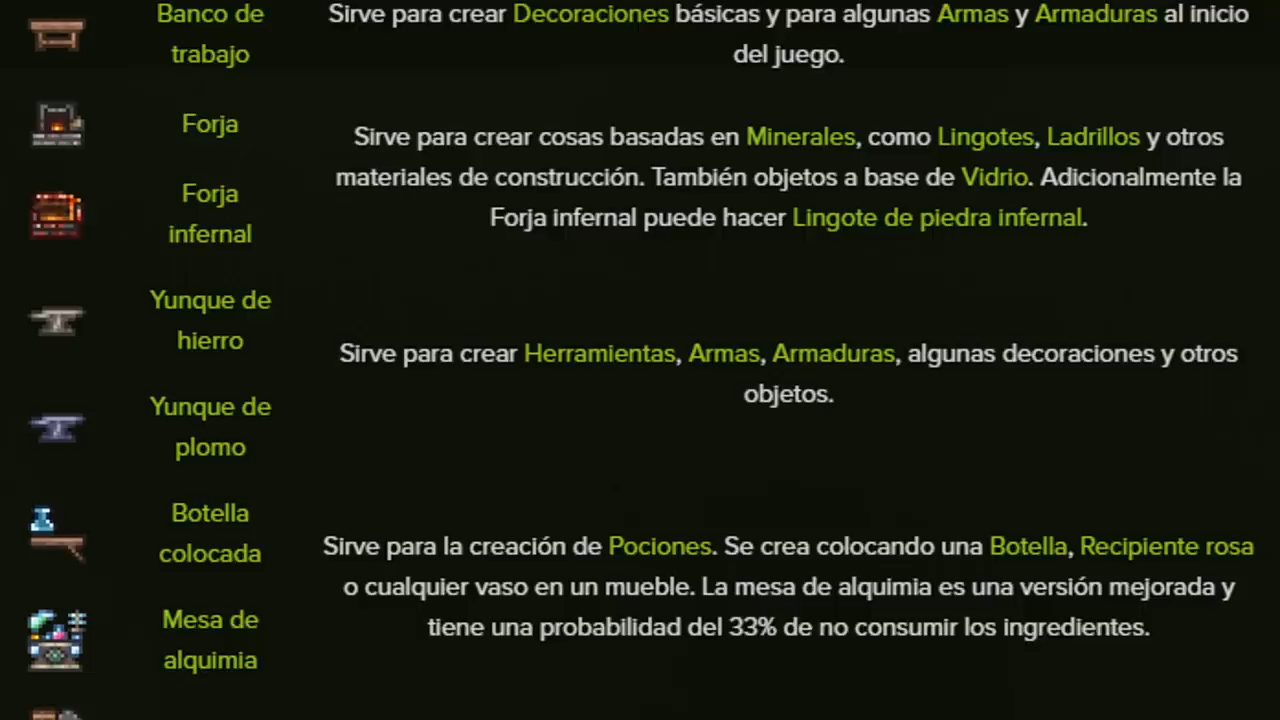 Banco de
trabajo
Sirve para crear Decoraciones básicas y para algunas Armas y Armaduras al inicio
del juego.
Forja
Forja
infernal
Sirve para crear cosas basadas en Minerales, como Lingotes, Ladrillos y otros
materiales de construcción. También objetos a base de Vidrio. Adicionalmente la
Forja infernal puede hacer Lingote de piedra infernal.
Yunque de
hierro
Yunque de
plomo
Sirve para crear Herramientas, Armas, Armaduras, algunas decoraciones y otros
objetos.
Botella
colocada
Mesa de
alquimia
Sirve para la creación de Pociones. Se crea colocando una Botella, Recipiente rosa
o cualquier vaso en un mueble. La mesa de alquimia es una versión mejorada y
tiene una probabilidad del 33% de no consumir los ingredientes.